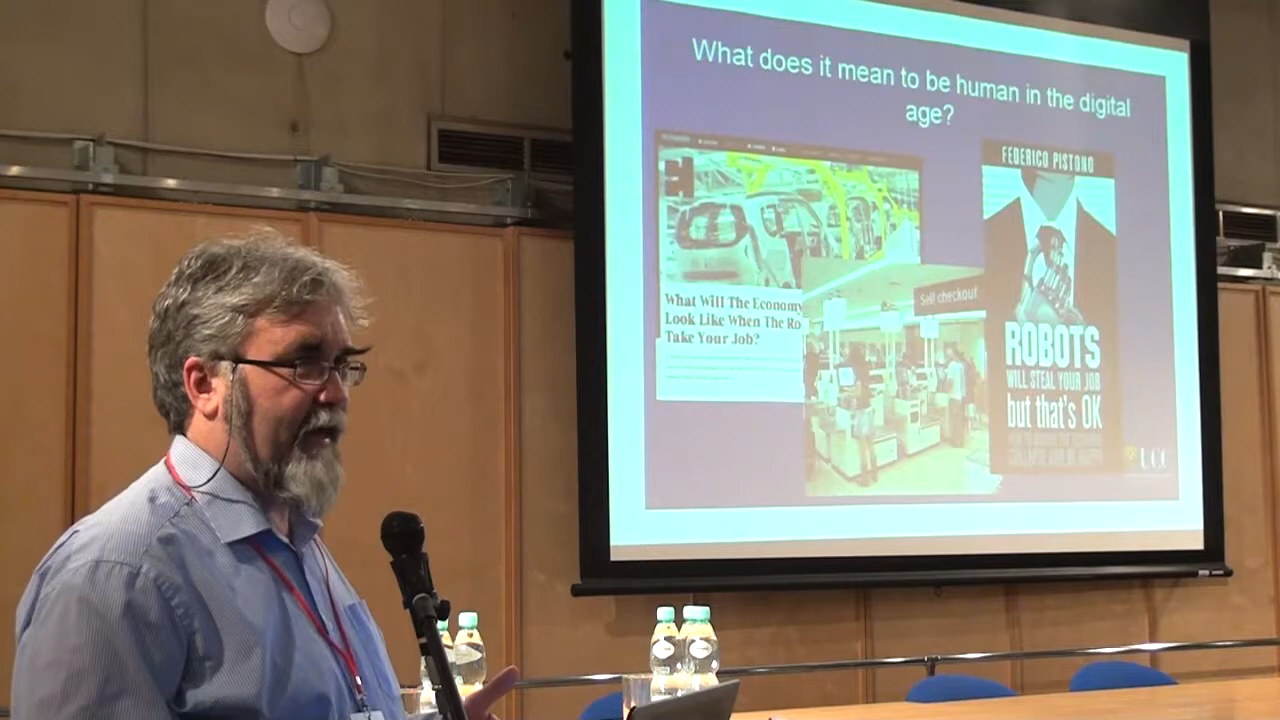 What does it mean to be human in the digital
age?
What Will The Economy
Look Like When The Ro
Take Your Job?
Self checkout
FEDERICO PISTONO
ROBOTS
WILL STEAL YOUR JOB
but that's OK
UCC